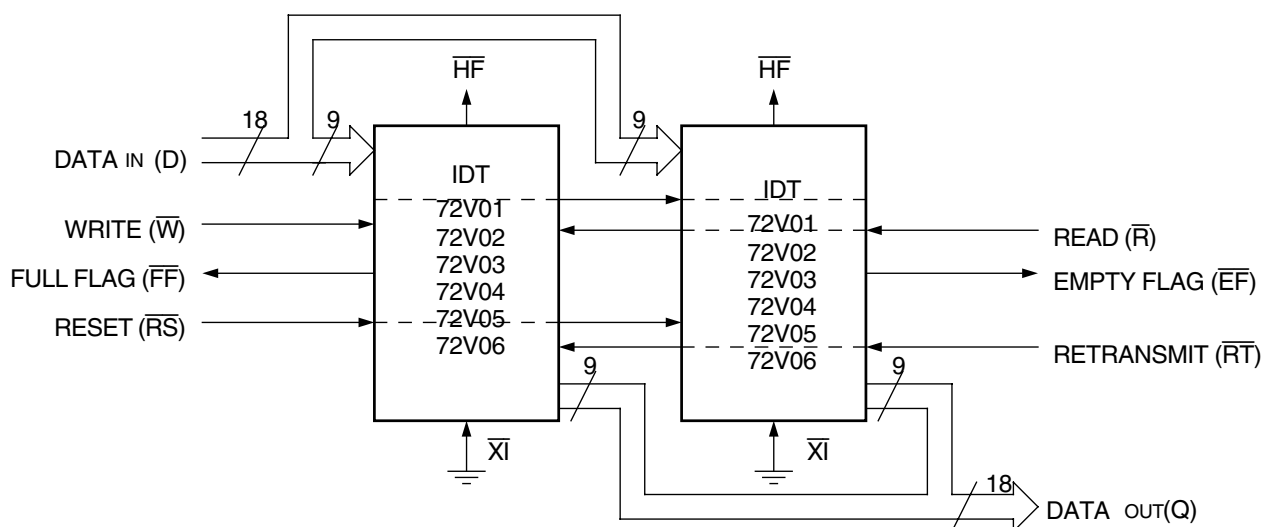 HF
HF
18
9
9
DATA IN (D)
IDT
72V01
72V02
72V03
72V04
72V05
72V06
IDT
72V01
72V02
72V03
72V04
72V05
72V06
WRITE (W)
FULL FLAG (FF)
RESET (RS)
READ (R)
EMPTY FLAG (EF)
RETRANSMIT (RT)
9
9
XI
XI
18
DATA OUT(Q)